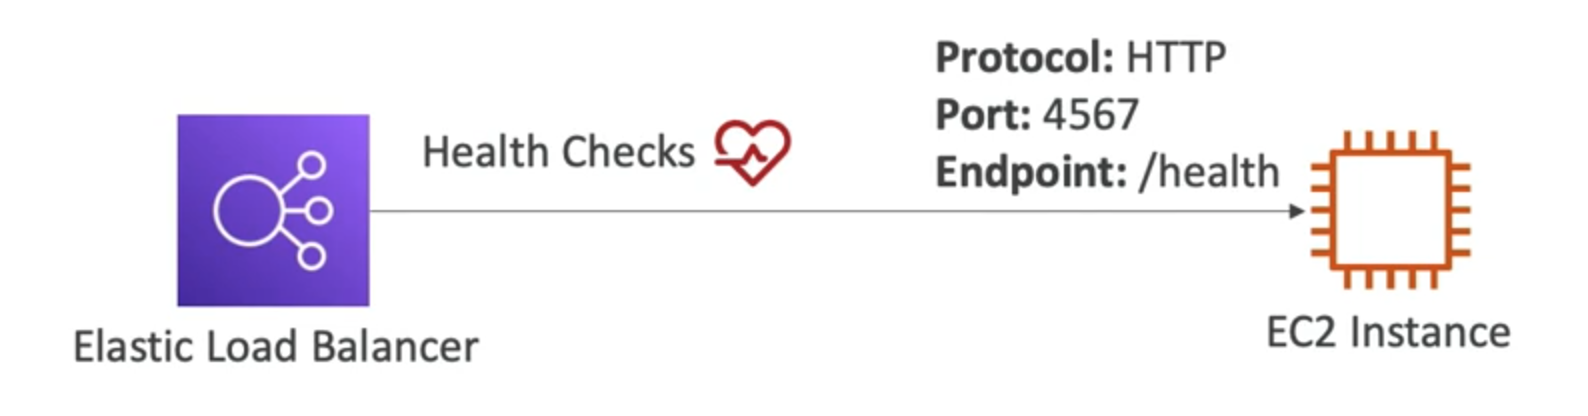 Protocol: HTTP
Port: 4567
Health Checks
Endpoint: /health
Elastic Load Balancer
EC2 Instance